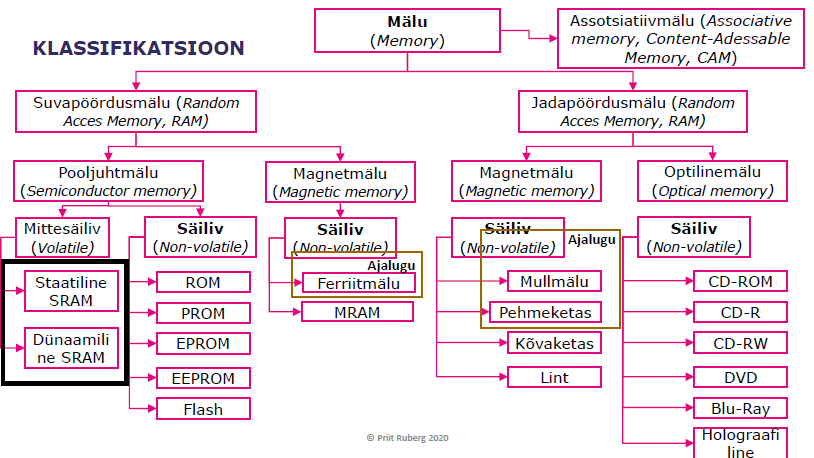 KLASSIFIKATSIOON
Mälu
(Memory)
Assotsiatiivmälu (Associative
memory, Content-Adessable
Memory, CAM)
Suvapöördusmälu (Random
Acces Memory, RAM)
Jadapöördusmälu (Random
Acces Memory, RAM)
Pooljuhtmälu
(Semiconductor memory)
Magnetmälu
(Magnetic memory)
Magnetmälu
(Magnetic memory)
Optilinemälu
(Optical memory)
Mittesäiliv
(Volatile)
Säiliv
(Non-volatile)
Säiliv
(Non-volatile)
Säiliv
(Non-volatile)
Säiliv
(Non-volatile)
Staatiline
SRAM
Dünaamili
ne SRAM
ROM
PROM
EPROM
EEPROM
Flash
Ajalugu
Ferriitmälu
MRAM
Ajalugu
Mullmälu
Pehmeketas
Kõvaketas
Lint
CD-ROM
CD-R
CD-RW
DVD
Blu-Ray
Holograafi
line
© Priit Ruberg 2020